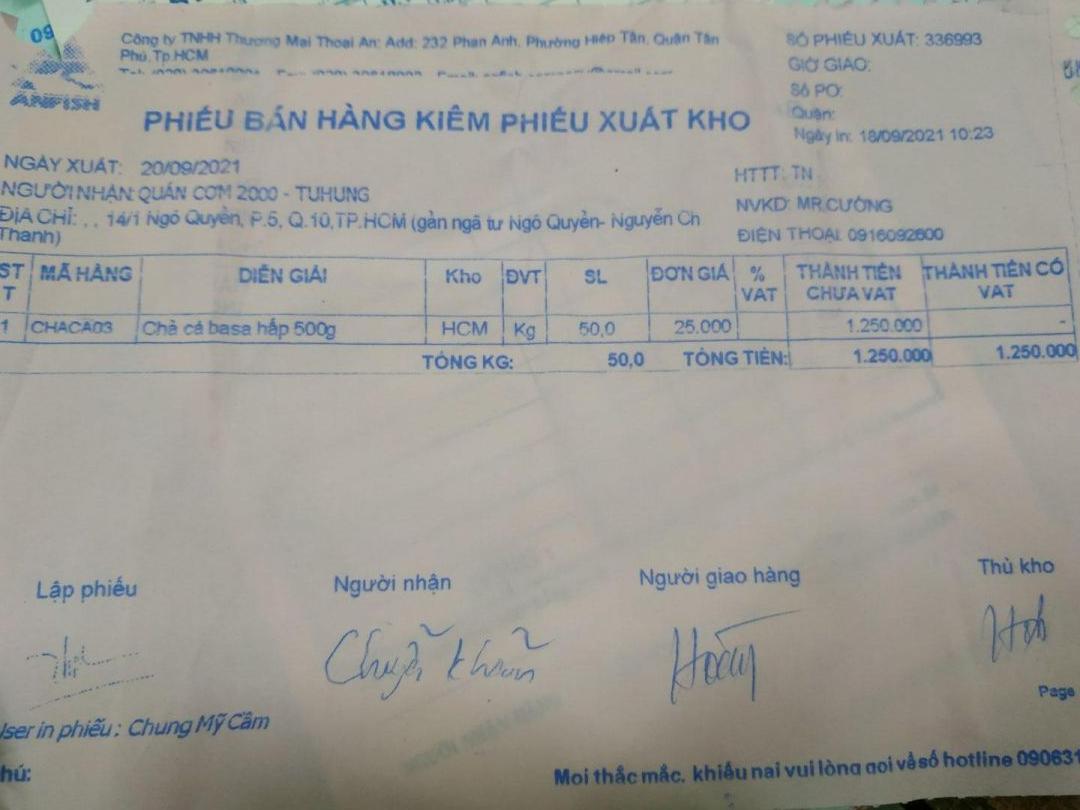 09
Công ty TNHH Thương Mại Thoại An: Add: 232 Phan Anh, Phường Hiệp Tân, Quận Tân
Phú, Tp.HCM
ANFISH
SỐ PHIẾU XUẤT: 336993
GIỜ GIAO:
Số PO:
Quận:
Ngày in: 18/09/2021 10:23
PHIẾU BÁN HÀNG KIÊM PHIẾU XUẤT KHO
NGÀY XUẤT: 20/09/2021
NGƯỜI NHẬN: QUÁN CƠM 2000 - TUHUNG
ĐỊA CHỈ: , , 14/1 Ngô Quyền, P.5, Q.10,TP.HCM (gần ngã tư Ngô Quyền- Nguyễn Ch
Thanh)
HTTT: TN
NVKD: MR.CƯỜNG
ĐIỆN THOẠI: 0916092600
STT MÃ HÀNG DIỄN GIẢI Kho ĐVT SL ĐƠN GIÁ % VAT THÀNH TIỀN CHƯA VAT THÀNH TIỀN CÓ VAT
1 CHACA03 Chả cá basa hấp 500g HCM Kg 50,0 25.000 1.250.000 -
TỔNG KG: 50,0 TỔNG TIỀN: 1.250.000 1.250.000
Lập phiếu Người nhận Người giao hàng Thủ kho
Chuyển khoản Hoàng
Page
User in phiếu : Chung Mỹ Cầm
hú:
Mọi thắc mắc, khiếu nại vui lòng gọi về số hotline 09063